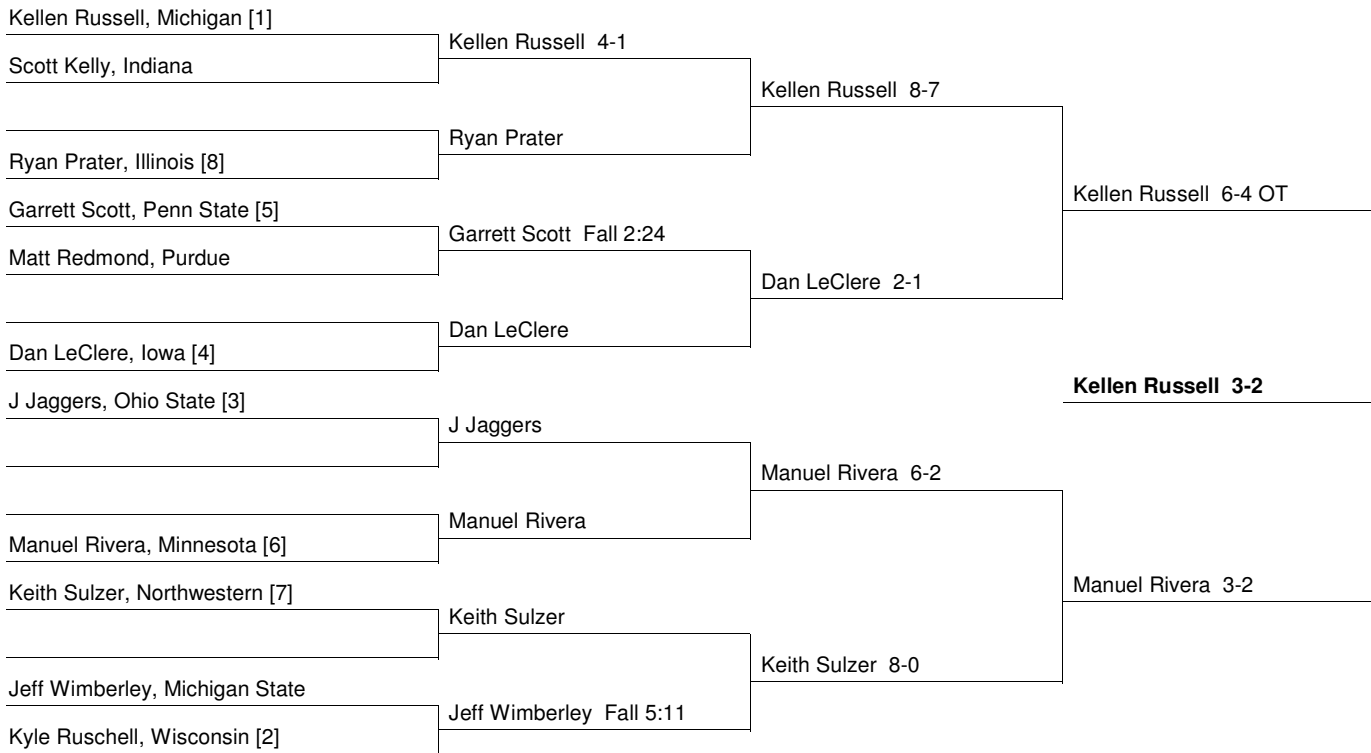 Kellen Russell, Michigan [1]
Scott Kelly, Indiana
Ryan Prater, Illinois [8]
Garrett Scott, Penn State [5]
Matt Redmond, Purdue
Dan LeClere, Iowa [4]
J Jaggers, Ohio State [3]
Manuel Rivera, Minnesota [6]
Keith Sulzer, Northwestern [7]
Jeff Wimberley, Michigan State
Kyle Ruschell, Wisconsin [2]
Kellen Russell 4-1
Ryan Prater
Garrett Scott Fall 2:24
Dan LeClere
J Jaggers
Manuel Rivera
Keith Sulzer
Jeff Wimberley Fall 5:11
Kellen Russell 8-7
Dan LeClere 2-1
Manuel Rivera 6-2
Keith Sulzer 8-0
Kellen Russell 6-4 OT
Manuel Rivera 3-2
Kellen Russell 3-2